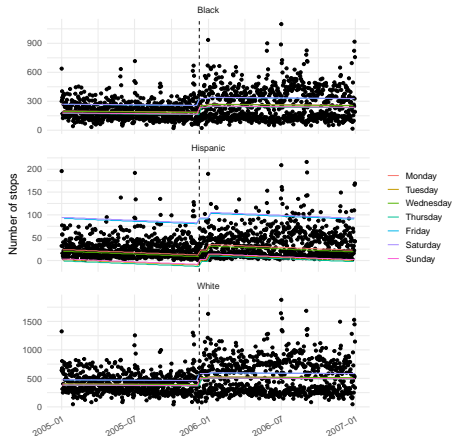 Black
900
600
300
0
Hispanic
200
150
100
50
0
White
1500
1000
500
0
Number of stops
2005-01
2005-07
2006-01
2006-07
2007-01
Monday
Tuesday
Wednesday
Thursday
Friday
Saturday
Sunday